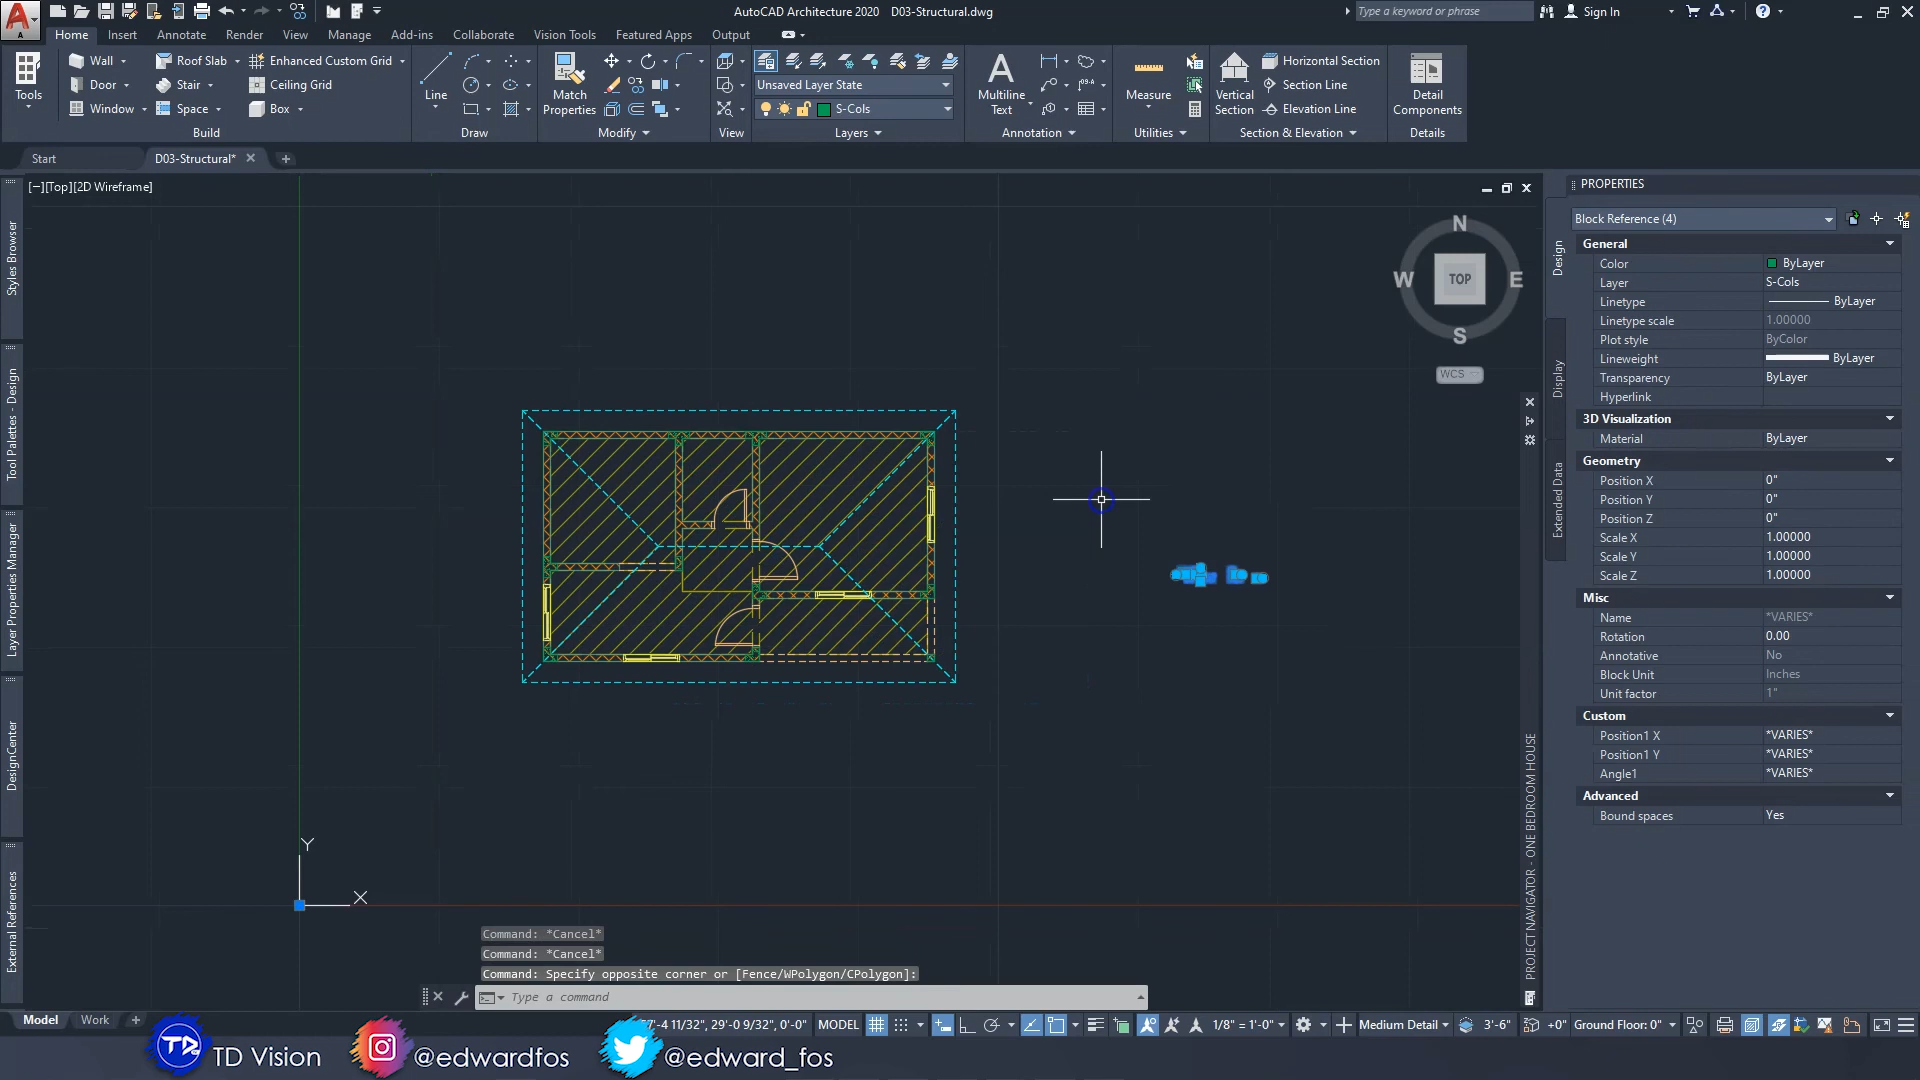 AutoCAD Architecture 2020 D03-Structural.dwg
Type a keyword or phrase
Sign In
Home Insert Annotate Render View Manage Add-ins Collaborate Vision Tools Featured Apps Output
Wall Roof Slab Enhanced Custom Grid
Door Stair Ceiling Grid
Window Space Box
Tools
Line
Match Properties
Unsaved Layer State
S-Cols
Multiline Text
Measure
Vertical Section
Horizontal Section
Section Line
Elevation Line
Detail Components
Build Draw Modify View Layers Annotation Utilities Section & Elevation Details
Start D03-Structural*
[−][Top][2D Wireframe]
Styles Browser
Tool Palettes - Design
Layer Properties Manager
DesignCenter
External References
N
W TOP E
S
WCS
Y
X
PROJECT NAVIGATOR - ONE BEDROOM HOUSE
Design
Display
Extended Data
PROPERTIES
Block Reference (4)
General
Color ByLayer
Layer S-Cols
Linetype ByLayer
Linetype scale 1.00000
Plot style ByColor
Lineweight ByLayer
Transparency ByLayer
Hyperlink
3D Visualization
Material ByLayer
Geometry
Position X 0"
Position Y 0"
Position Z 0"
Scale X 1.00000
Scale Y 1.00000
Scale Z 1.00000
Misc
Name *VARIES*
Rotation 0.00
Annotative No
Block Unit Inches
Unit factor 1"
Custom
Position1 X *VARIES*
Position1 Y *VARIES*
Angle1 *VARIES*
Advanced
Bound spaces Yes
Command: *Cancel*
Command: *Cancel*
Command: Specify opposite corner or [Fence/WPolygon/CPolygon]:
Type a command
Model Work
7'-4 11/32", 29'-0 9/32", 0'-0" MODEL 1/8" = 1'-0" Medium Detail 3'-6" +0" Ground Floor: 0"
TD Vision @edwardfos @edward_fos